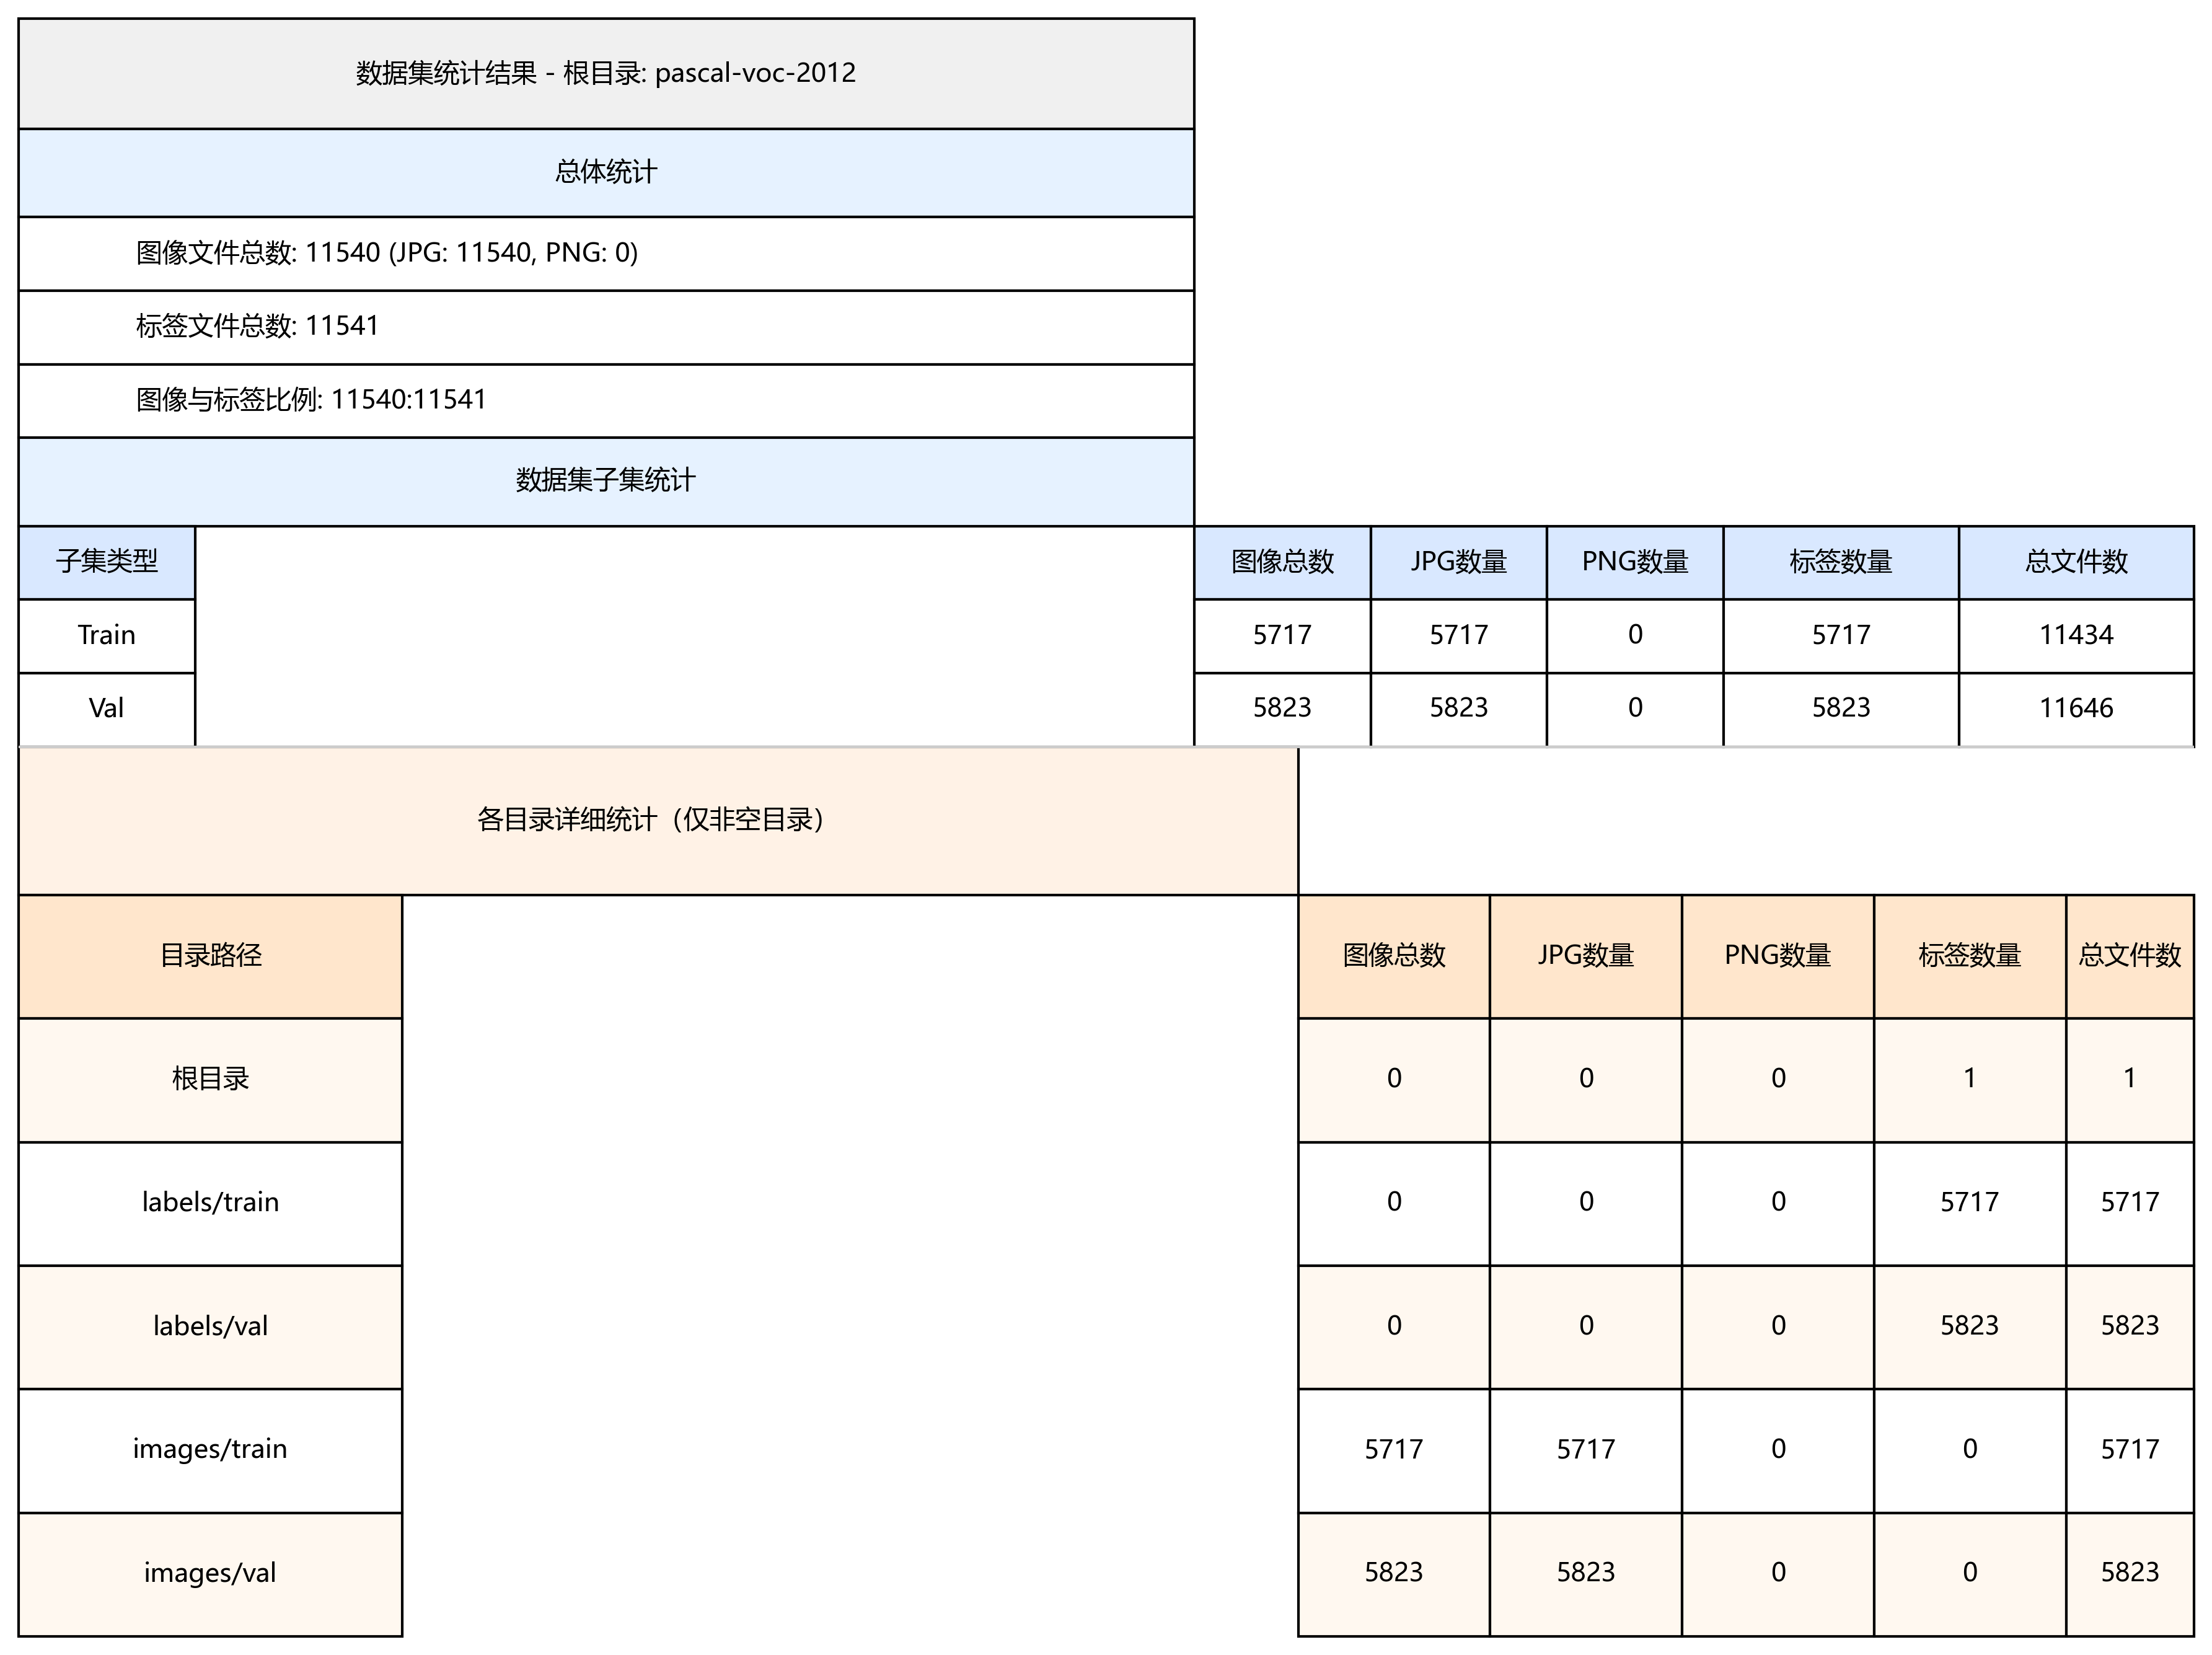 数据集统计结果 - 根目录: pascal-voc-2012
总体统计
图像文件总数: 11540 (JPG: 11540, PNG: 0)
标签文件总数: 11541
图像与标签比例: 11540:11541
数据集子集统计
子集类型 图像总数 JPG数量 PNG数量 标签数量 总文件数
Train 5717 5717 0 5717 11434
Val 5823 5823 0 5823 11646
各目录详细统计（仅非空目录）
目录路径 图像总数 JPG数量 PNG数量 标签数量 总文件数
根目录 0 0 0 1 1
labels/train 0 0 0 5717 5717
labels/val 0 0 0 5823 5823
images/train 5717 5717 0 0 5717
images/val 5823 5823 0 0 5823